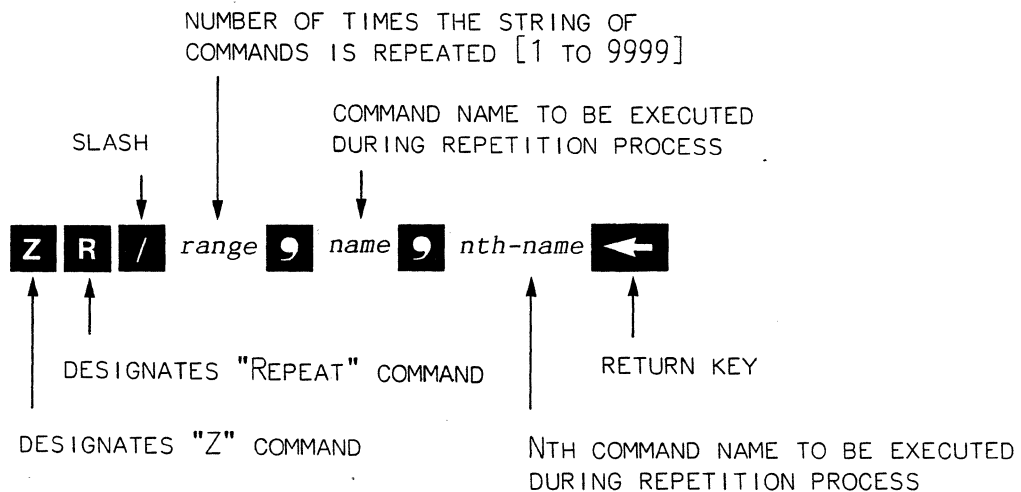 NUMBER OF TIMES THE STRING OF
COMMANDS IS REPEATED [1 TO 9999]
COMMAND NAME TO BE EXECUTED
DURING REPETITION PROCESS
SLASH
Z R / range , name , nth-name ←
DESIGNATES "REPEAT" COMMAND
RETURN KEY
DESIGNATES "Z" COMMAND
NTH COMMAND NAME TO BE EXECUTED
DURING REPETITION PROCESS